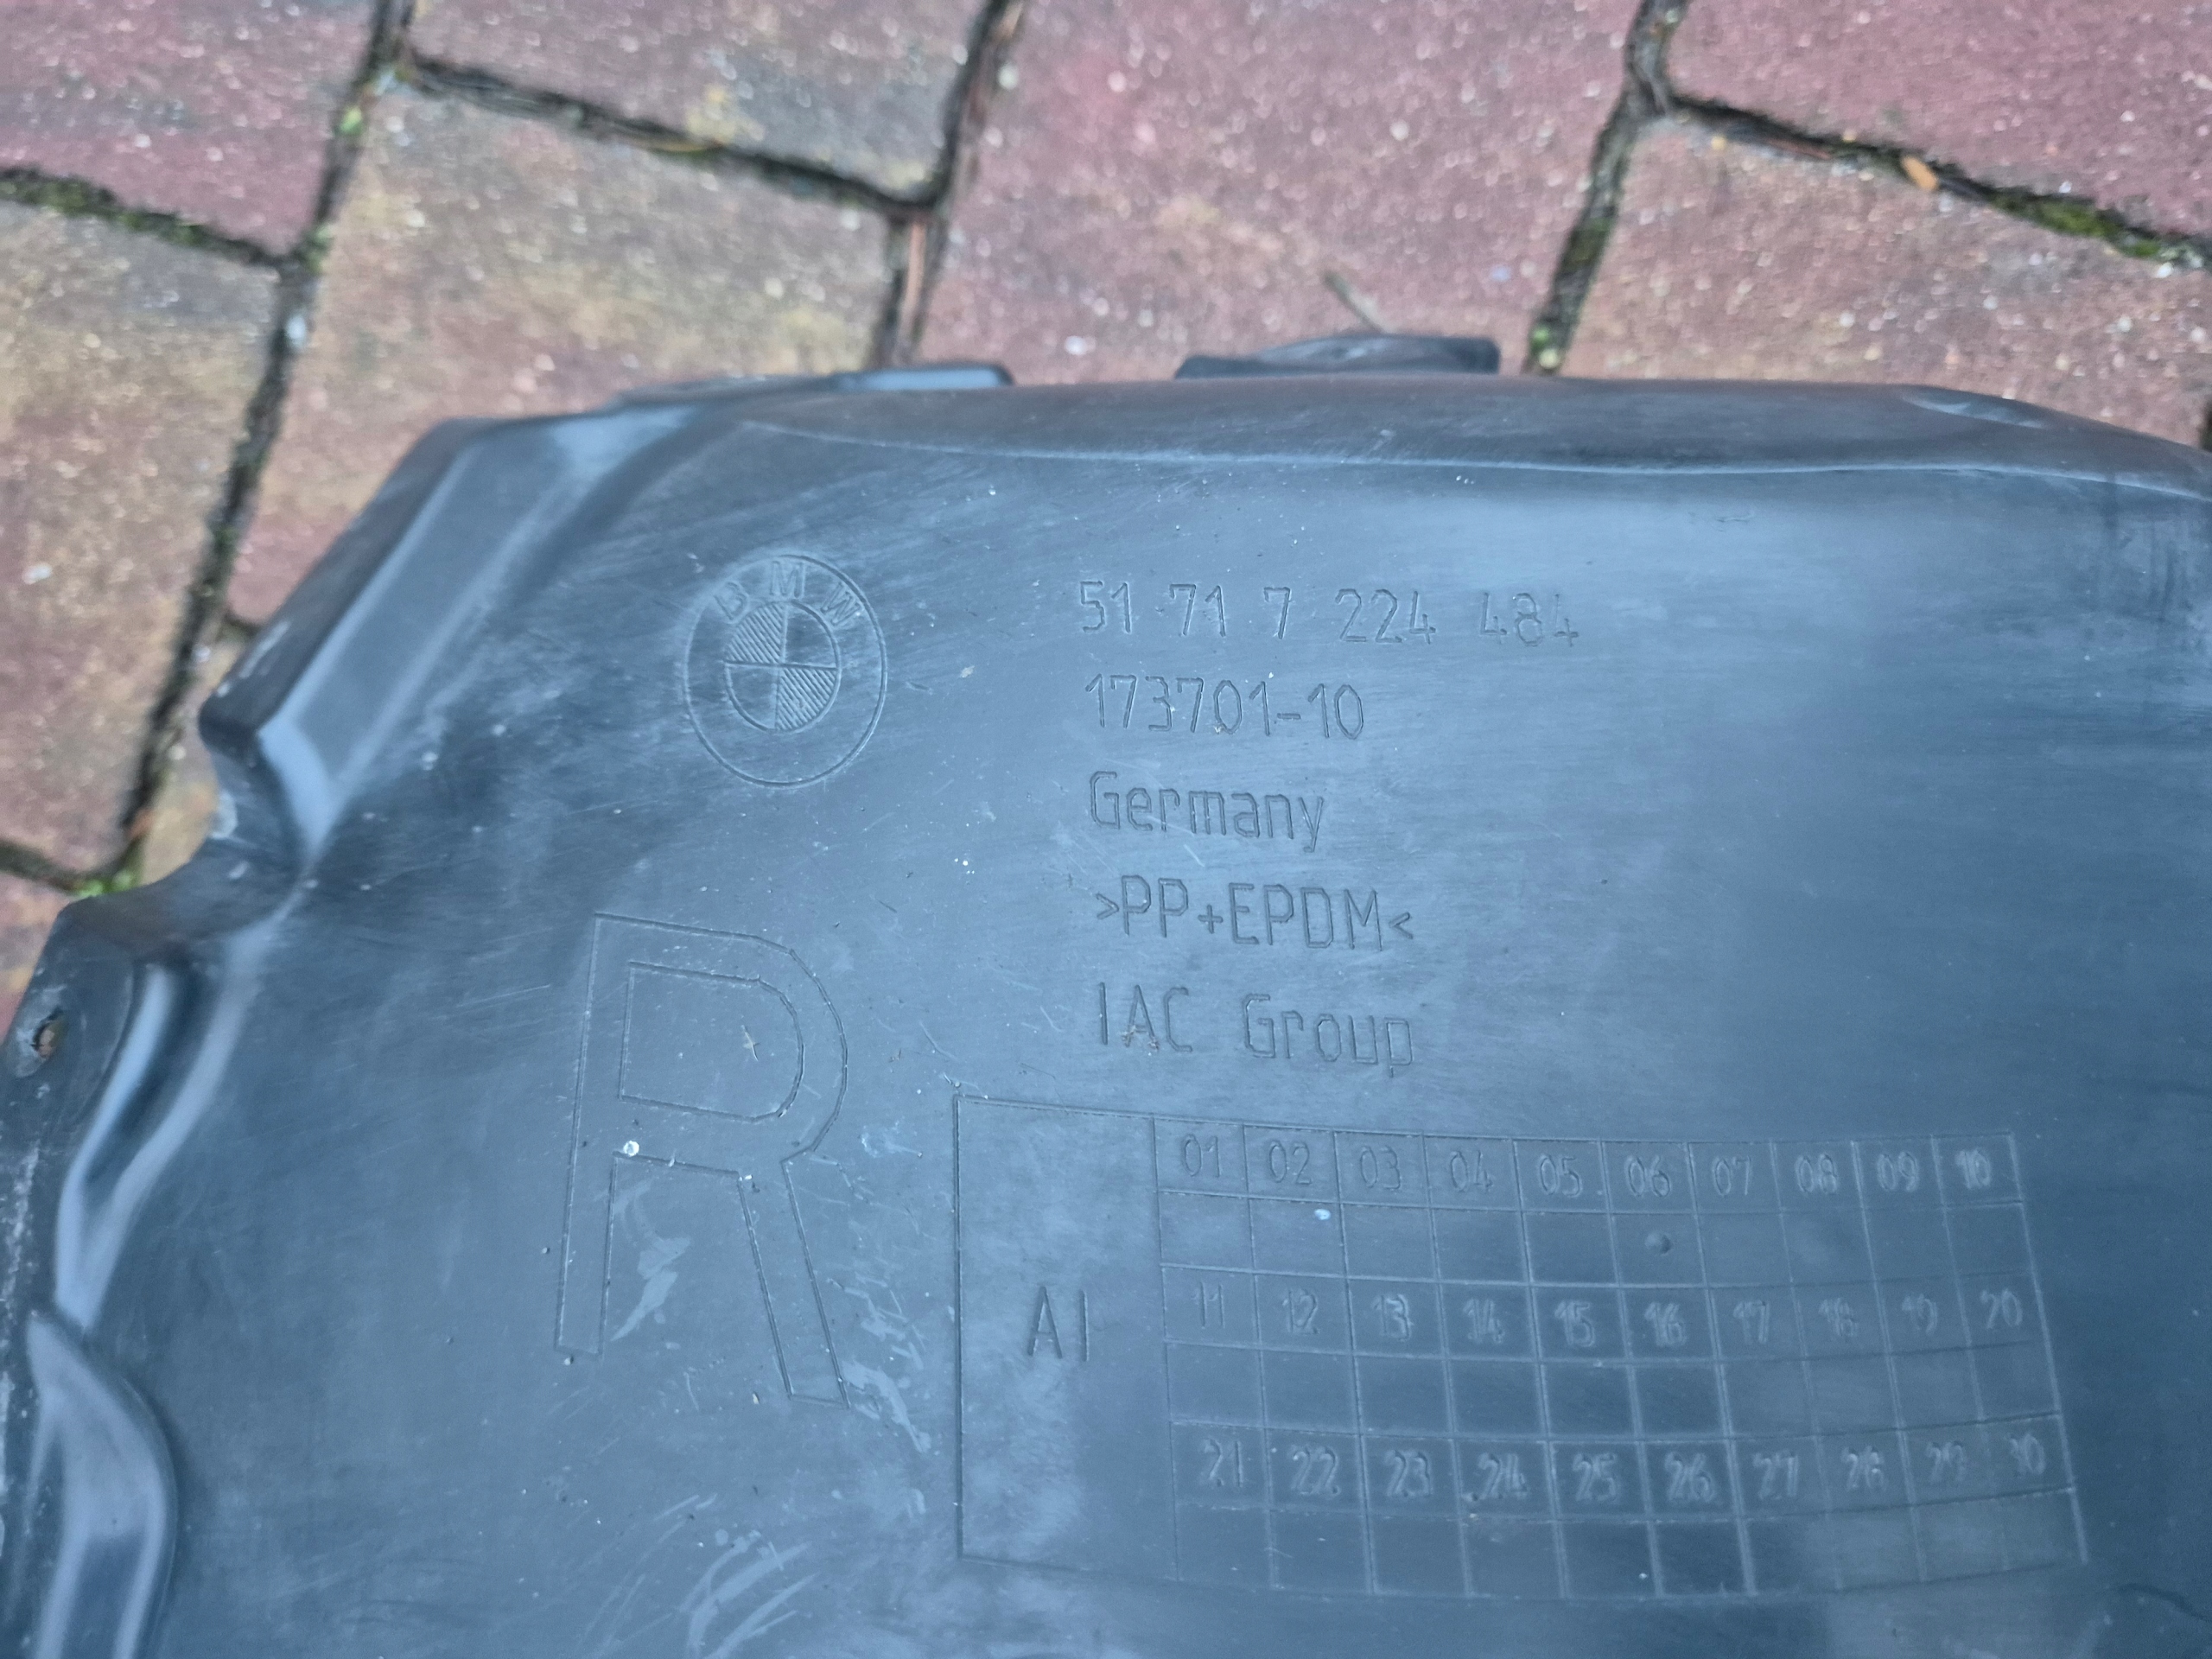 BMW
51 71 7 224 484
173701-10
Germany
>PP+EPDM<
IAC Group
R
AI
01 02 03 04 05 06 07 08 09 10
11 12 13 14 15 16 17 18 19 20
21 22 23 24 25 26 27 28 29 30